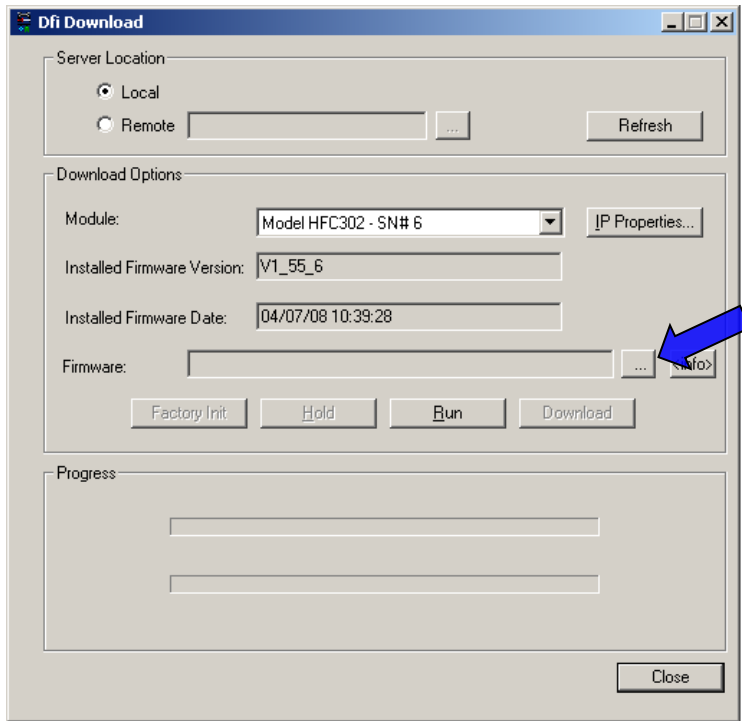 Dfi Download
Server Location
Local
Remote ... Refresh
Download Options
Module: Model HFC302 - SN# 6 IP Properties...
Installed Firmware Version: V1_55_6
Installed Firmware Date: 04/07/08 10:39:28
Firmware: ... <Info>
Factory Init Hold Run Download
Progress
Close